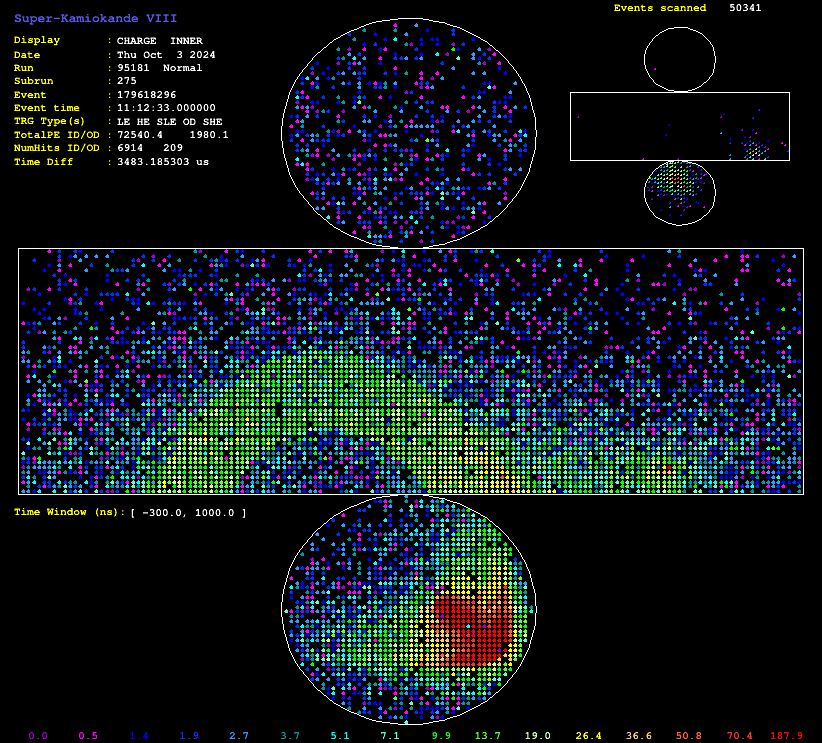 Super-Kamiokande VIII
Events scanned 50341
Display : CHARGE INNER
Date : Thu Oct 3 2024
Run : 95181 Normal
Subrun : 275
Event : 179618296
Event time : 11:12:33.000000
TRG Type(s) : LE HE SLE OD SHE
TotalPE ID/OD : 72540.4 1980.1
NumHits ID/OD : 6914 209
Time Diff : 3483.185303 us
Time Window (ns): [ -300.0, 1000.0 ]
0.0 0.5 1.4 1.9 2.7 3.7 5.1 7.1 9.9 13.7 19.0 26.4 36.6 50.8 70.4 187.9